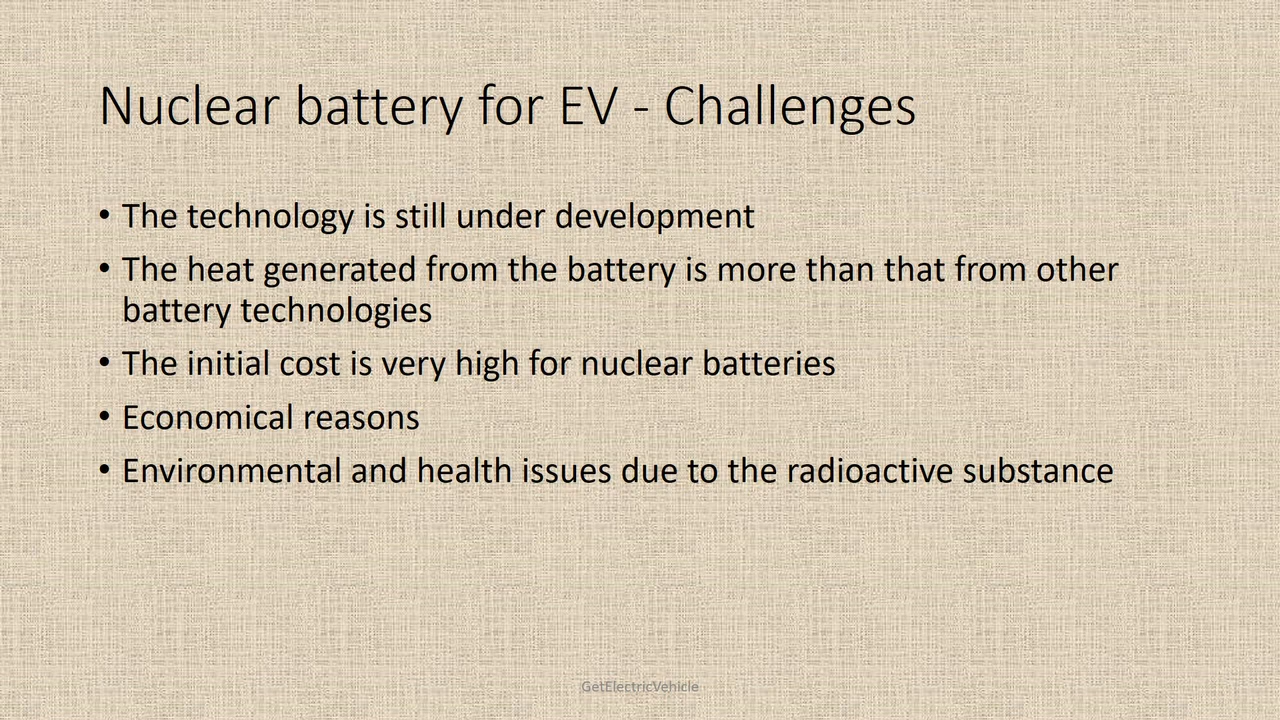 Nuclear battery for EV - Challenges
• The technology is still under development
• The heat generated from the battery is more than that from other
battery technologies
• The initial cost is very high for nuclear batteries
• Economical reasons
• Environmental and health issues due to the radioactive substance
GetElectricVehicle